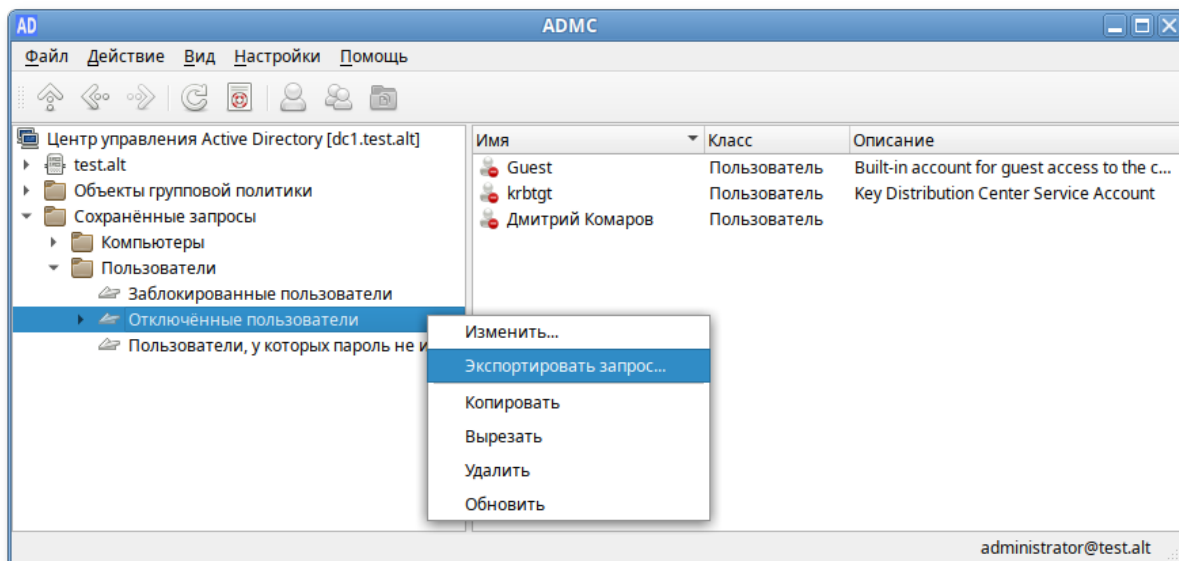 AD ADMC
Файл Действие Вид Настройки Помощь
Центр управления Active Directory [dc1.test.alt]
test.alt
Объекты групповой политики
Сохранённые запросы
Компьютеры
Пользователи
Заблокированные пользователи
Отключённые пользователи
Пользователи, у которых пароль не и
Имя Класс Описание
Guest Пользователь Built-in account for guest access to the c...
krbtgt Пользователь Key Distribution Center Service Account
Дмитрий Комаров Пользователь
Изменить...
Экспортировать запрос...
Копировать
Вырезать
Удалить
Обновить
administrator@test.alt